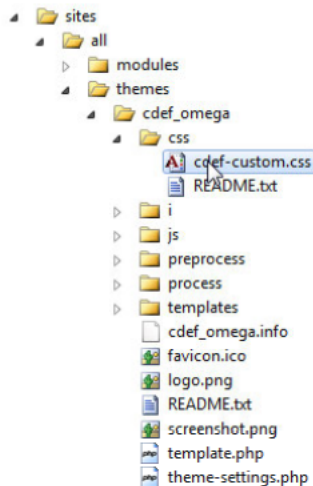 sites
all
modules
themes
cdef_omega
css
cdef-custom.css
README.txt
i
js
preprocess
process
templates
cdef_omega.info
favicon.ico
logo.png
README.txt
screenshot.png
template.php
theme-settings.php